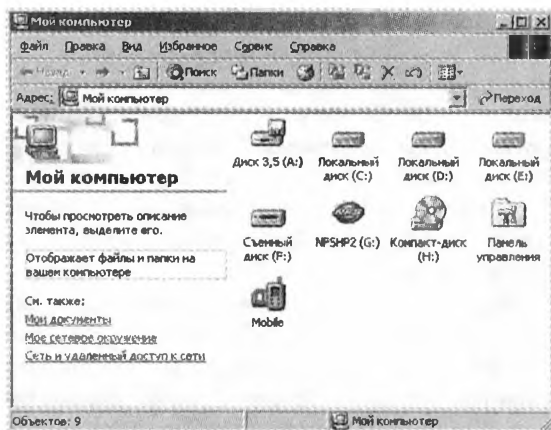 Мой компьютер
Файл Правка Вид Избранное Сервис Справка
Назад Поиск Папки
Адрес: Мой компьютер Переход
Мой компьютер
Чтобы просмотреть описание
элемента, выделите его.
Отображает файлы и папки на
вашем компьютере
См. также:
Мои документы
Мое сетевое окружение
Сеть и удаленный доступ к сети
Диск 3,5 (A:)
Локальный
диск (C:)
Локальный
диск (D:)
Локальный
диск (E:)
Съемный
диск (F:)
NPSHP2 (G:)
Компакт-диск
(H:)
Панель
управления
Mobile
Объектов: 9 Мой компьютер